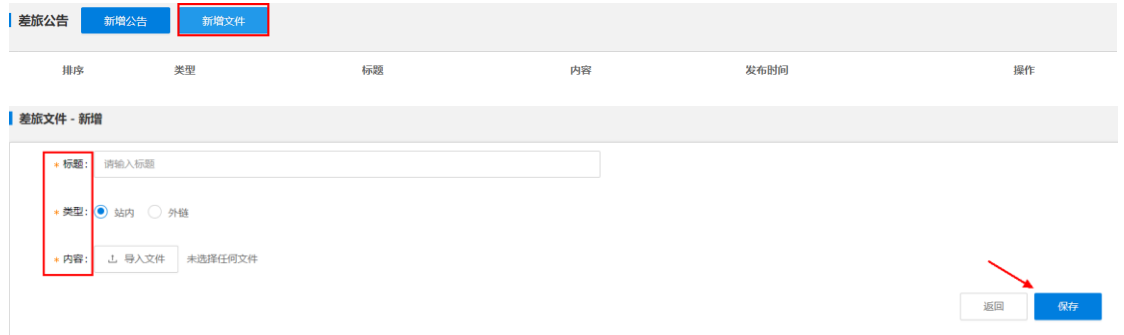 差旅公告 新增公告 新增文件
排序 类型 标题 内容 发布时间 操作
差旅文件 - 新增
* 标题: 请输入标题
* 类型: 站内 外链
* 内容: 导入文件 未选择任何文件
返回 保存